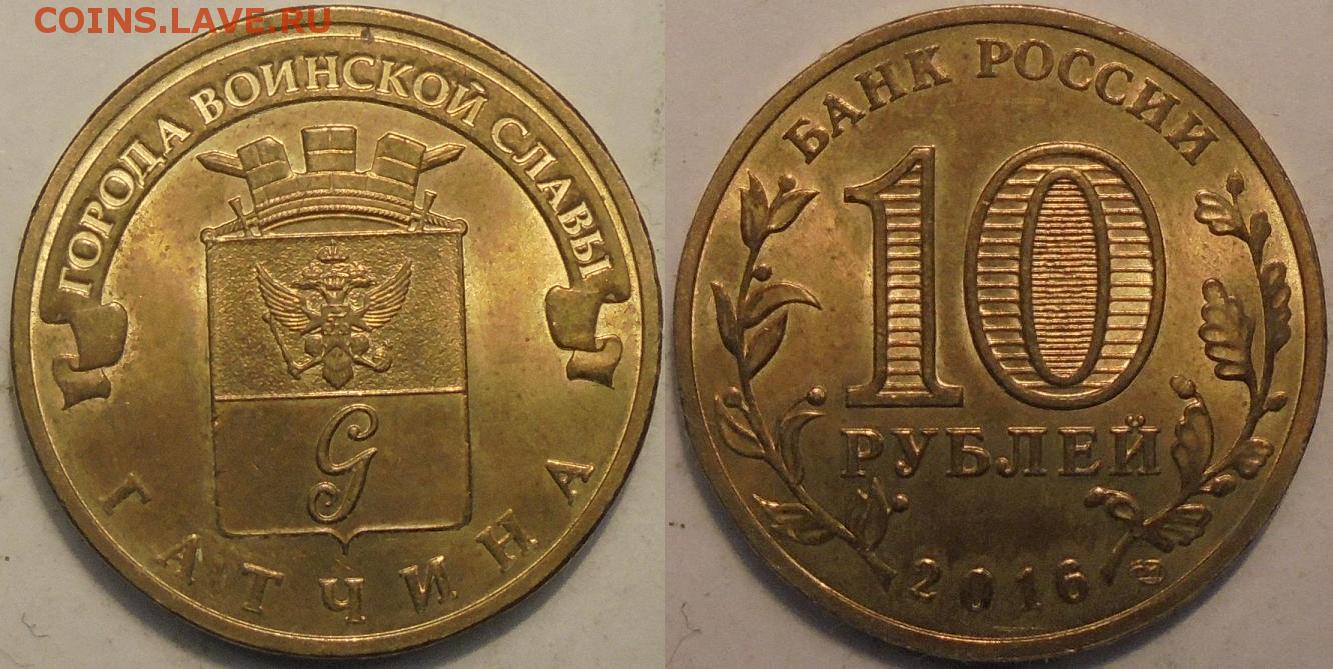 COINS.LAVE.RU
ГОРОДА ВОИНСКОЙ СЛАВЫ
G
ГАТЧИНА
БАНК РОССИИ
10
РУБЛЕЙ
2016